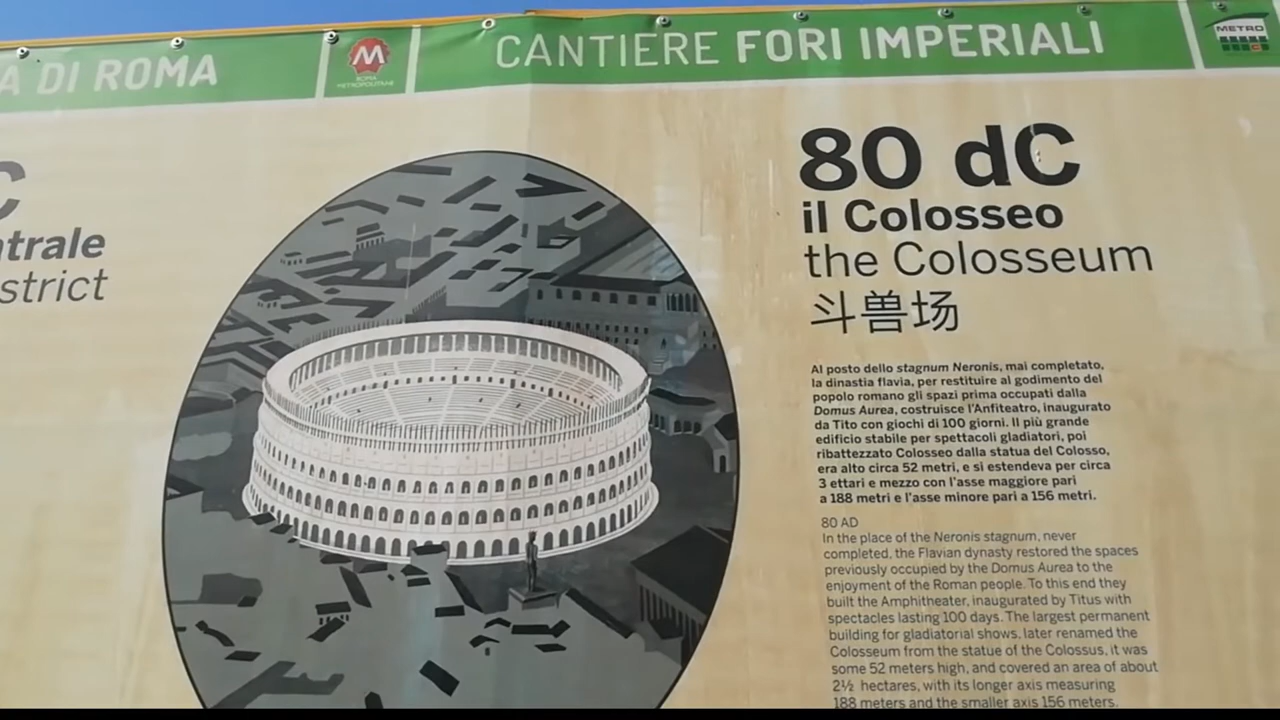 A DI ROMA
M
ROMA
METROPOLITANE
CANTIERE FORI IMPERIALI
METRO
C
C
ntrale
strict
80 dC
il Colosseo
the Colosseum
斗兽场
Al posto dello stagnum Neronis, mai completato,
la dinastia flavia, per restituire al godimento del
popolo romano gli spazi prima occupati dalla
Domus Aurea, costruisce l'Anfiteatro, inaugurato
da Tito con giochi di 100 giorni. Il più grande
edificio stabile per spettacoli gladiatori, poi
ribattezzato Colosseo dalla statua del Colosso,
era alto circa 52 metri, e si estendeva per circa
3 ettari e mezzo con l'asse maggiore pari
a 188 metri e l'asse minore pari a 156 metri.
80 AD
In the place of the Neronis stagnum, never
completed, the Flavian dynasty restored the spaces
previously occupied by the Domus Aurea to the
enjoyment of the Roman people. To this end they
built the Amphitheater, inaugurated by Titus with
spectacles lasting 100 days. The largest permanent
building for gladiatorial shows, later renamed the
Colosseum from the statue of the Colossus, it was
some 52 meters high, and covered an area of about
2½ hectares, with its longer axis measuring
188 meters and the smaller axis 156 meters.